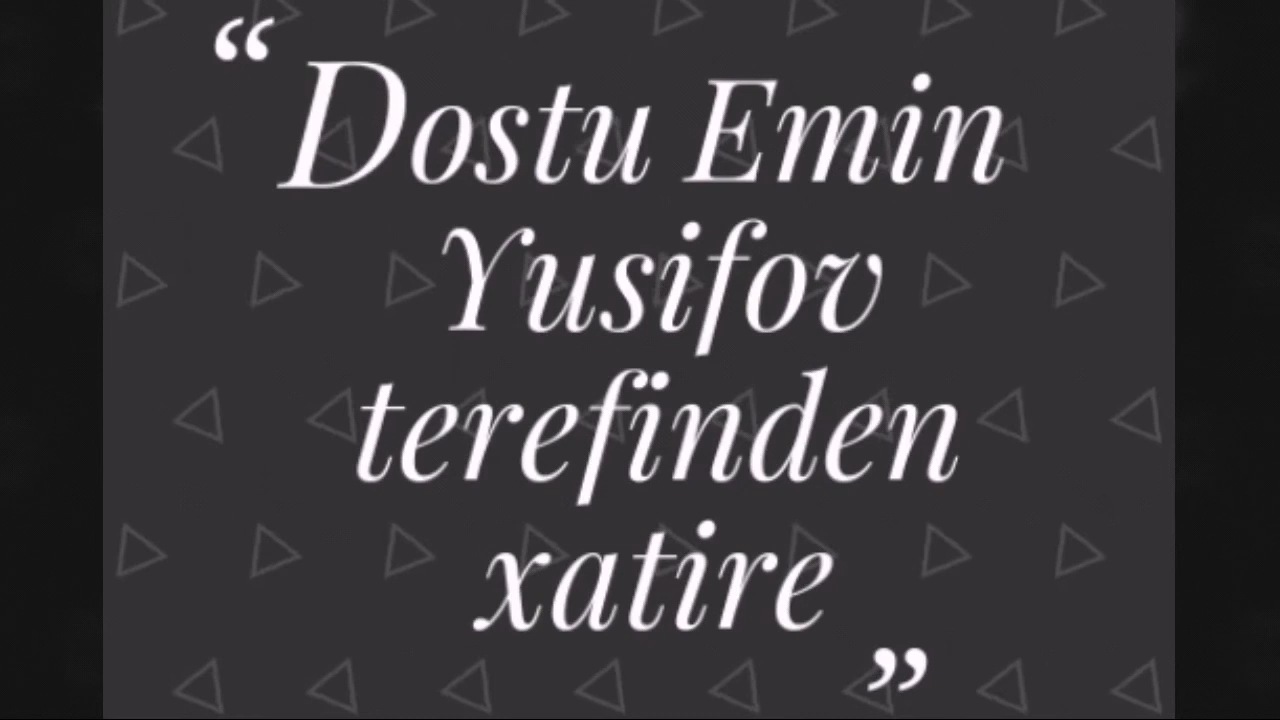 “Dostu Emin
Yusifov
terefinden
xatire”